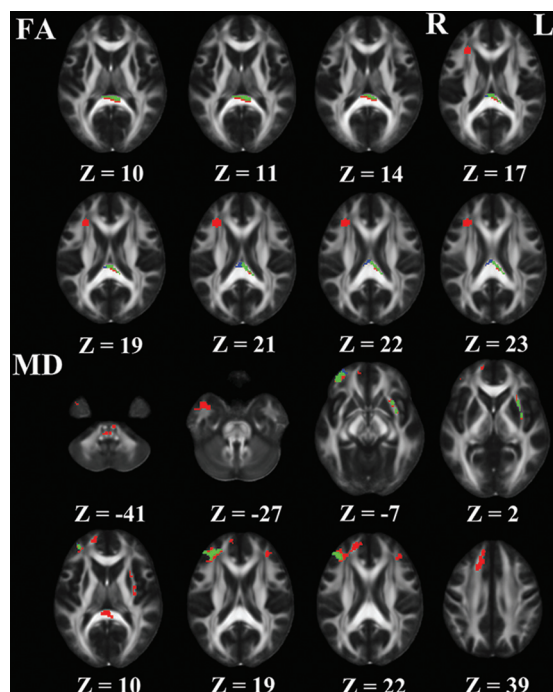 FA R L
Z = 10 Z = 11 Z = 14 Z = 17
Z = 19 Z = 21 Z = 22 Z = 23
MD
Z = -41 Z = -27 Z = -7 Z = 2
Z = 10 Z = 19 Z = 22 Z = 39